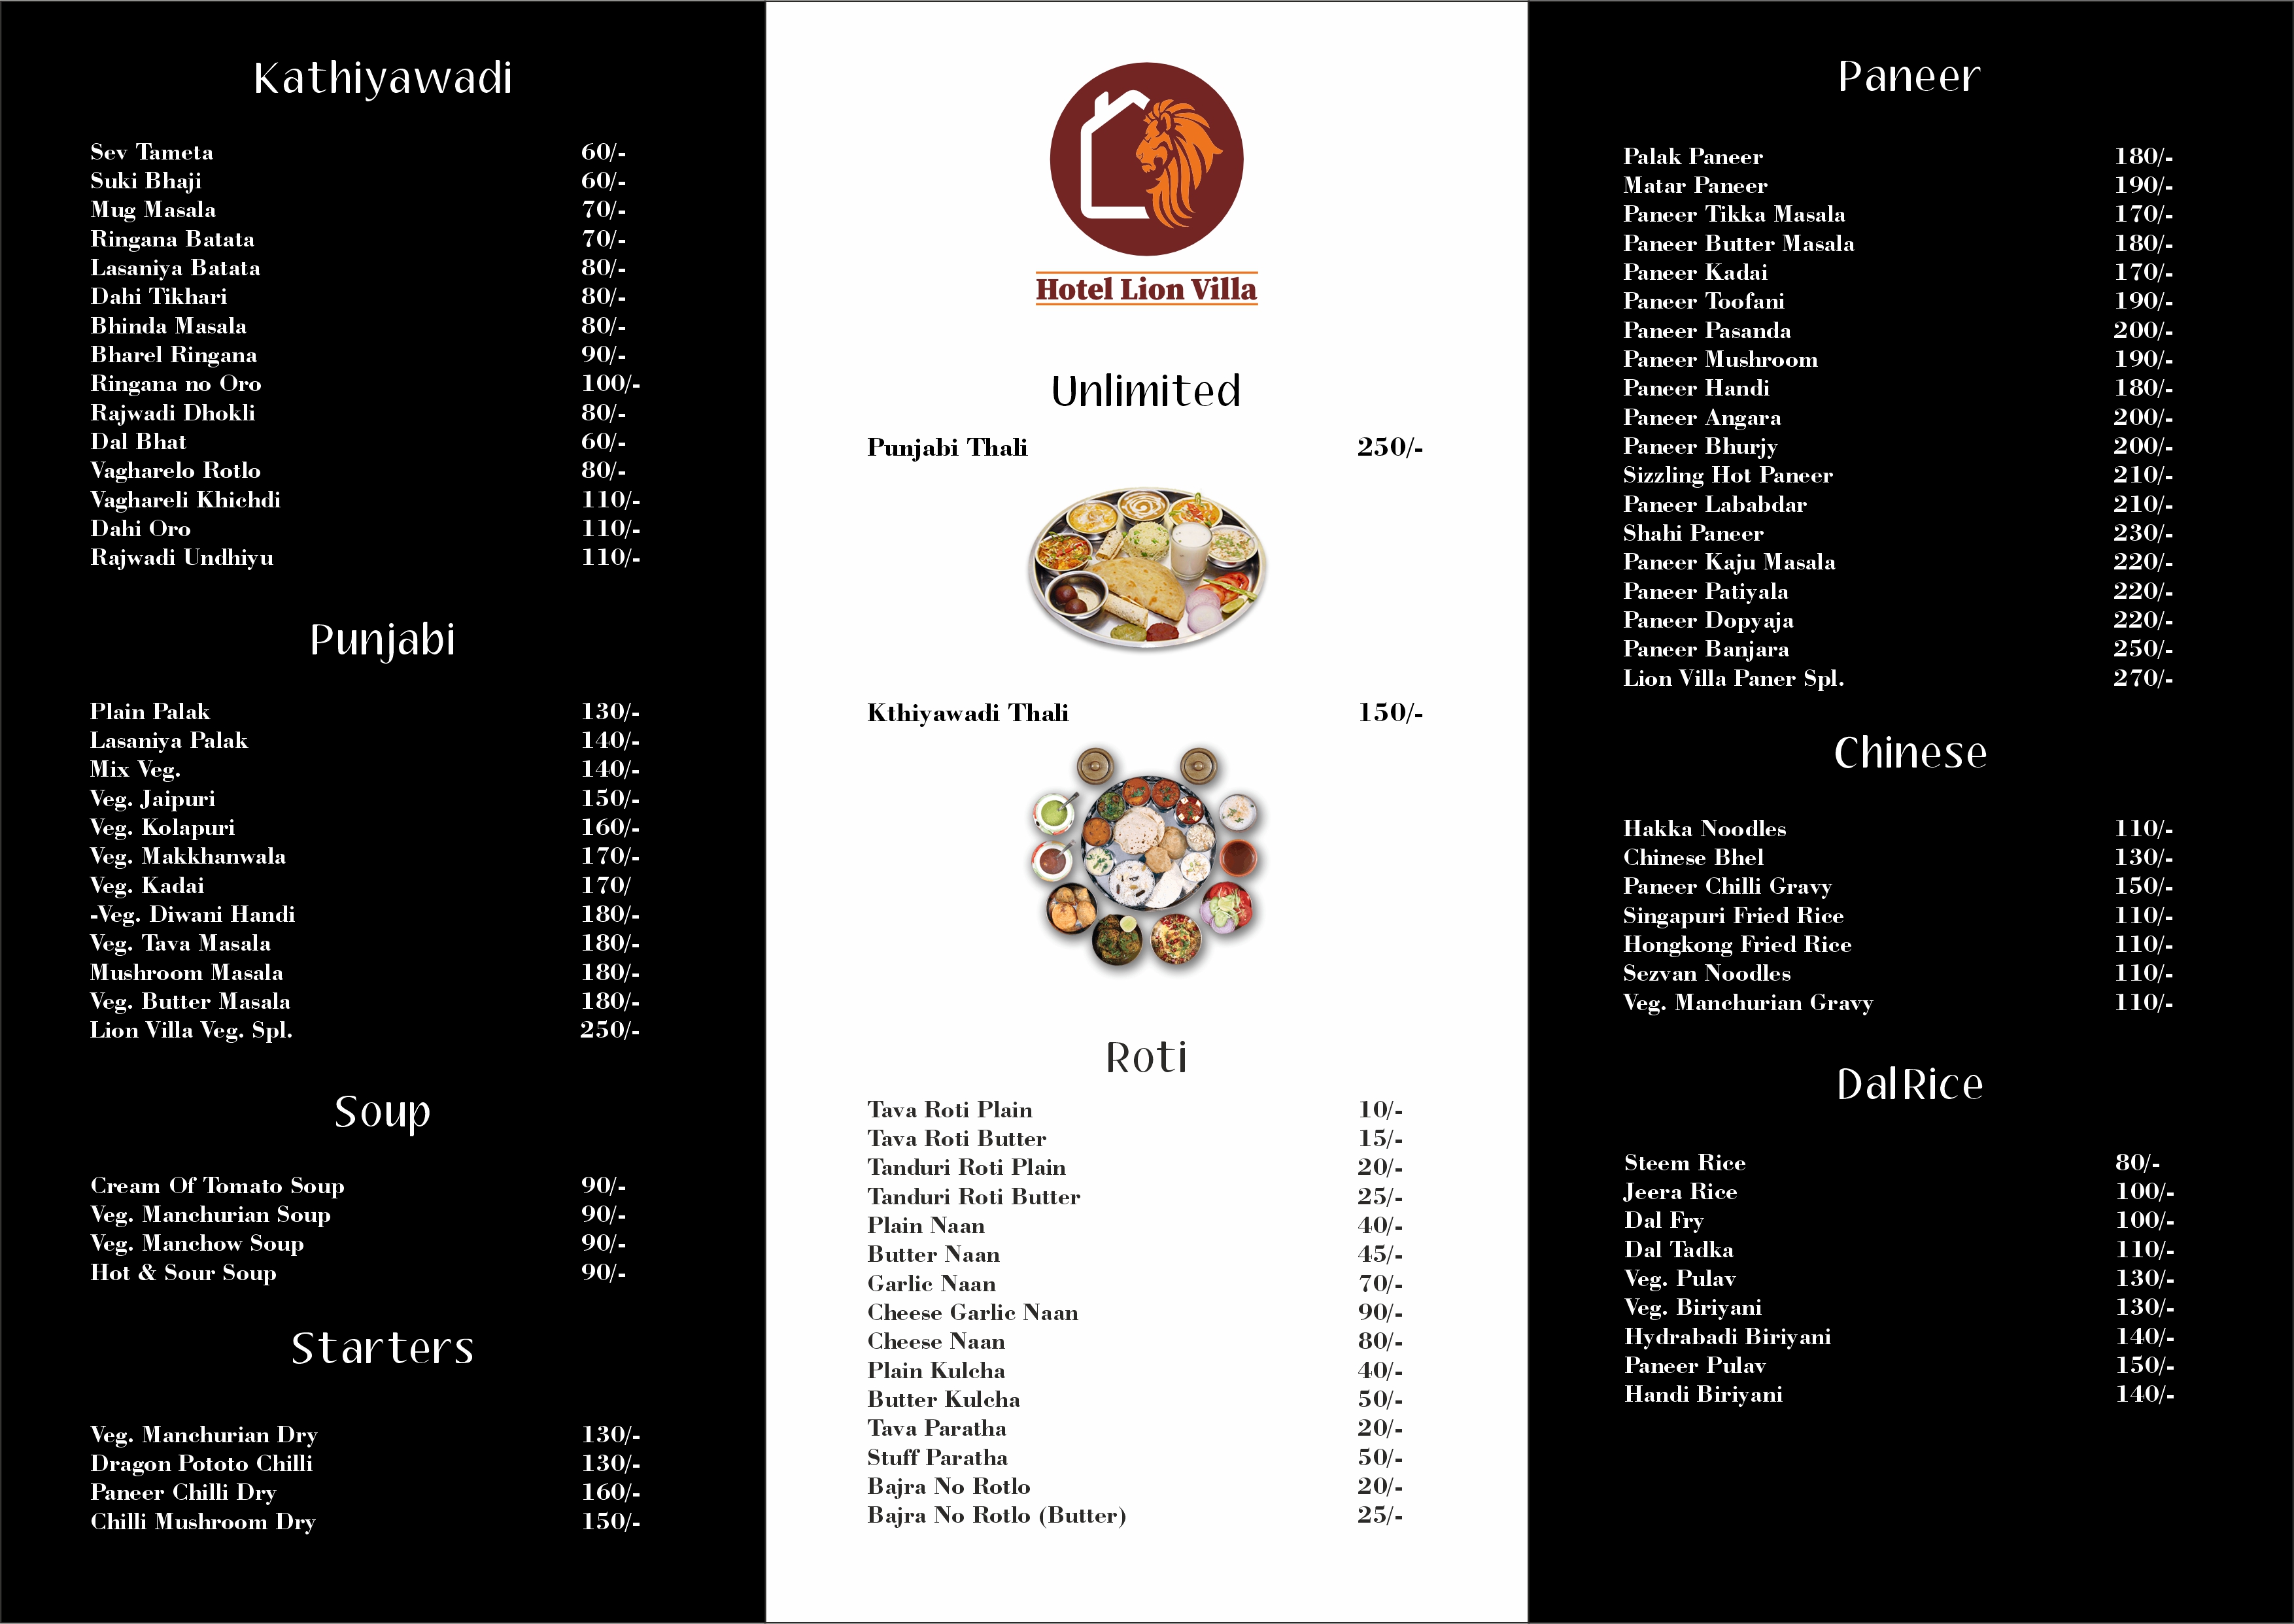 Kathiyawadi
Sev Tameta 60/-
Suki Bhaji 60/-
Mug Masala 70/-
Ringana Batata 70/-
Lasaniya Batata 80/-
Dahi Tikhari 80/-
Bhinda Masala 80/-
Bharel Ringana 90/-
Ringana no Oro 100/-
Rajwadi Dhokli 80/-
Dal Bhat 60/-
Vagharelo Rotlo 80/-
Vaghareli Khichdi 110/-
Dahi Oro 110/-
Rajwadi Undhiyu 110/-
Punjabi
Plain Palak 130/-
Lasaniya Palak 140/-
Mix Veg. 140/-
Veg. Jaipuri 150/-
Veg. Kolapuri 160/-
Veg. Makkhanwala 170/-
Veg. Kadai 170/
-Veg. Diwani Handi 180/-
Veg. Tava Masala 180/-
Mushroom Masala 180/-
Veg. Butter Masala 180/-
Lion Villa Veg. Spl. 250/-
Soup
Cream Of Tomato Soup 90/-
Veg. Manchurian Soup 90/-
Veg. Manchow Soup 90/-
Hot & Sour Soup 90/-
Starters
Veg. Manchurian Dry 130/-
Dragon Pototo Chilli 130/-
Paneer Chilli Dry 160/-
Chilli Mushroom Dry 150/-
Hotel Lion Villa
Unlimited
Punjabi Thali 250/-
Kthiyawadi Thali 150/-
Roti
Tava Roti Plain 10/-
Tava Roti Butter 15/-
Tanduri Roti Plain 20/-
Tanduri Roti Butter 25/-
Plain Naan 40/-
Butter Naan 45/-
Garlic Naan 70/-
Cheese Garlic Naan 90/-
Cheese Naan 80/-
Plain Kulcha 40/-
Butter Kulcha 50/-
Tava Paratha 20/-
Stuff Paratha 50/-
Bajra No Rotlo 20/-
Bajra No Rotlo (Butter) 25/-
Paneer
Palak Paneer 180/-
Matar Paneer 190/-
Paneer Tikka Masala 170/-
Paneer Butter Masala 180/-
Paneer Kadai 170/-
Paneer Toofani 190/-
Paneer Pasanda 200/-
Paneer Mushroom 190/-
Paneer Handi 180/-
Paneer Angara 200/-
Paneer Bhurjy 200/-
Sizzling Hot Paneer 210/-
Paneer Lababdar 210/-
Shahi Paneer 230/-
Paneer Kaju Masala 220/-
Paneer Patiyala 220/-
Paneer Dopyaja 220/-
Paneer Banjara 250/-
Lion Villa Paner Spl. 270/-
Chinese
Hakka Noodles 110/-
Chinese Bhel 130/-
Paneer Chilli Gravy 150/-
Singapuri Fried Rice 110/-
Hongkong Fried Rice 110/-
Sezvan Noodles 110/-
Veg. Manchurian Gravy 110/-
DalRice
Steem Rice 80/-
Jeera Rice 100/-
Dal Fry 100/-
Dal Tadka 110/-
Veg. Pulav 130/-
Veg. Biriyani 130/-
Hydrabadi Biriyani 140/-
Paneer Pulav 150/-
Handi Biriyani 140/-